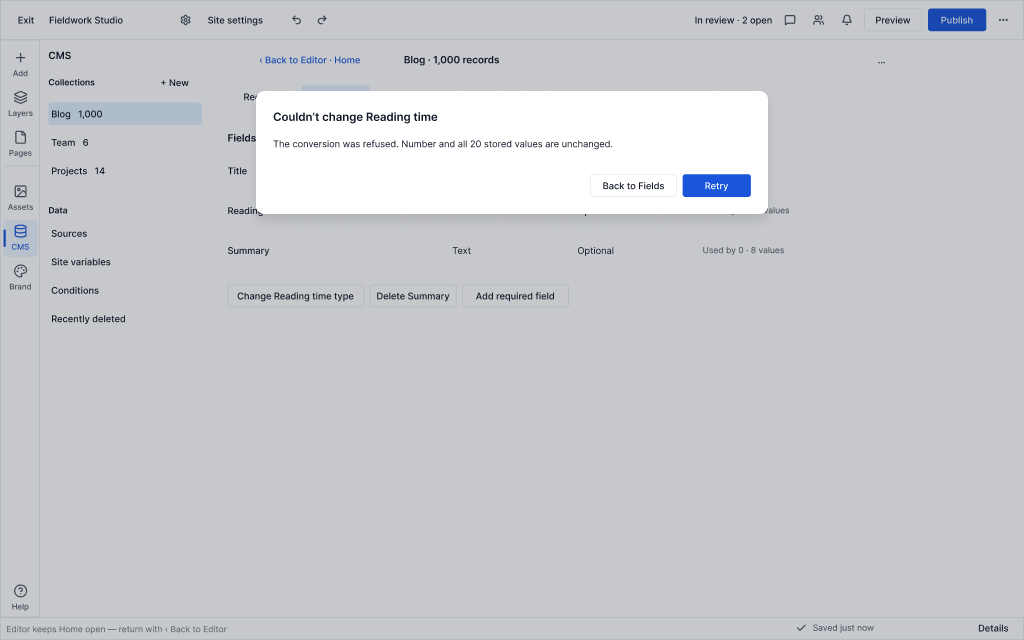 Exit Fieldwork Studio Site settings In review · 2 open Preview Publish ...
Add
Layers
Pages
Assets
CMS
Brand
Help
CMS
Collections + New
Blog 1,000
Team 6
Projects 14
Data
Sources
Site variables
Conditions
Recently deleted
‹ Back to Editor · Home Blog · 1,000 records ...
Fields
Title
Reading
values
Summary Text Optional Used by 0 · 8 values
Change Reading time type Delete Summary Add required field
Couldn't change Reading time
The conversion was refused. Number and all 20 stored values are unchanged.
Back to Fields Retry
Editor keeps Home open — return with ‹ Back to Editor Saved just now Details